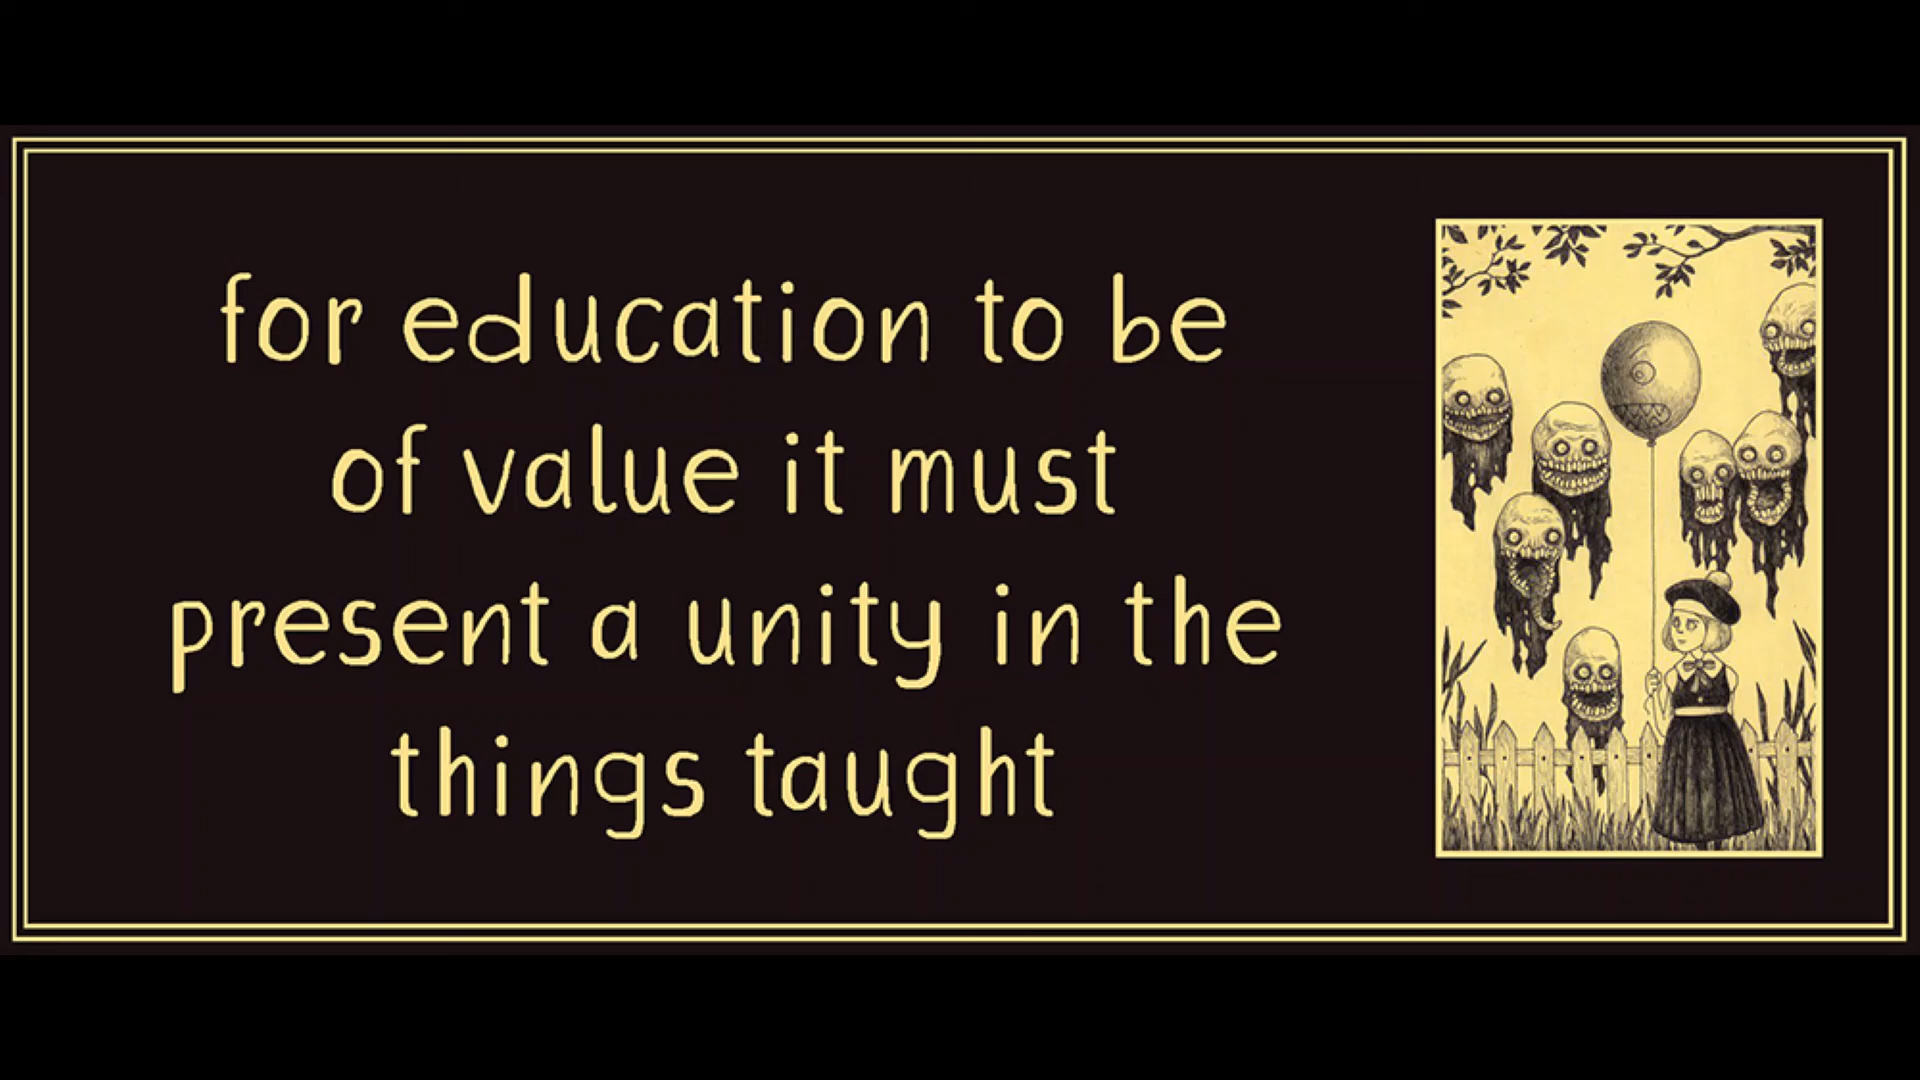 for education to be
of value it must
present a unity in the
things taught